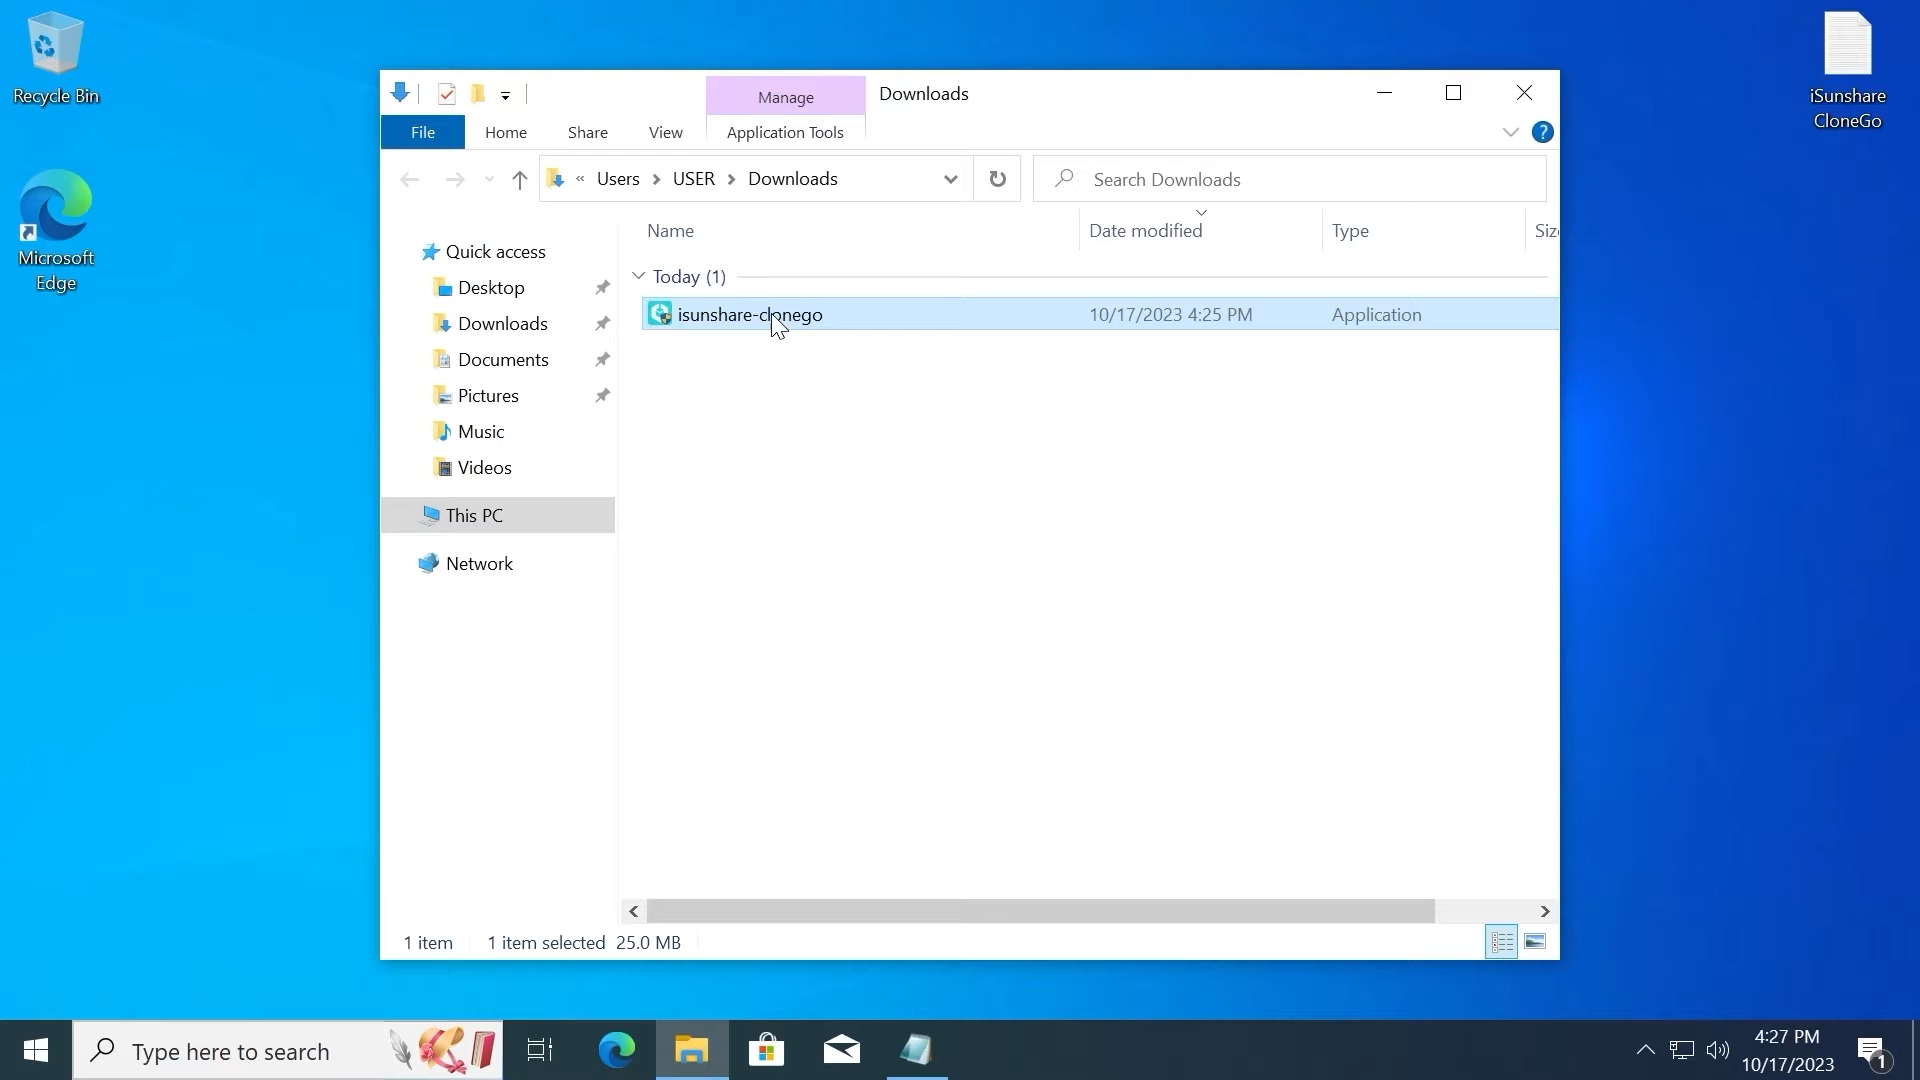 Recycle Bin
Microsoft
Edge
iSunshare
CloneGo
Manage
Downloads
File
Home
Share
View
Application Tools
?
« Users > USER > Downloads
Search Downloads
Name
Date modified
Type
Quick access
Desktop
Downloads
Documents
Pictures
Music
Videos
This PC
Network
Today (1)
isunshare-clonego
10/17/2023 4:25 PM
Application
1 item
1 item selected 25.0 MB
Type here to search
4:27 PM
10/17/2023
1